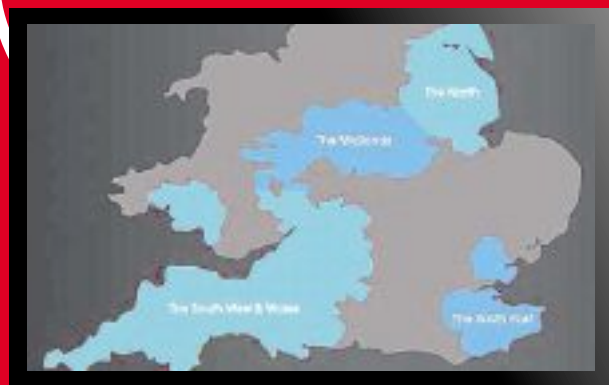 The North
The Midlands
The South West & Wales
The South East